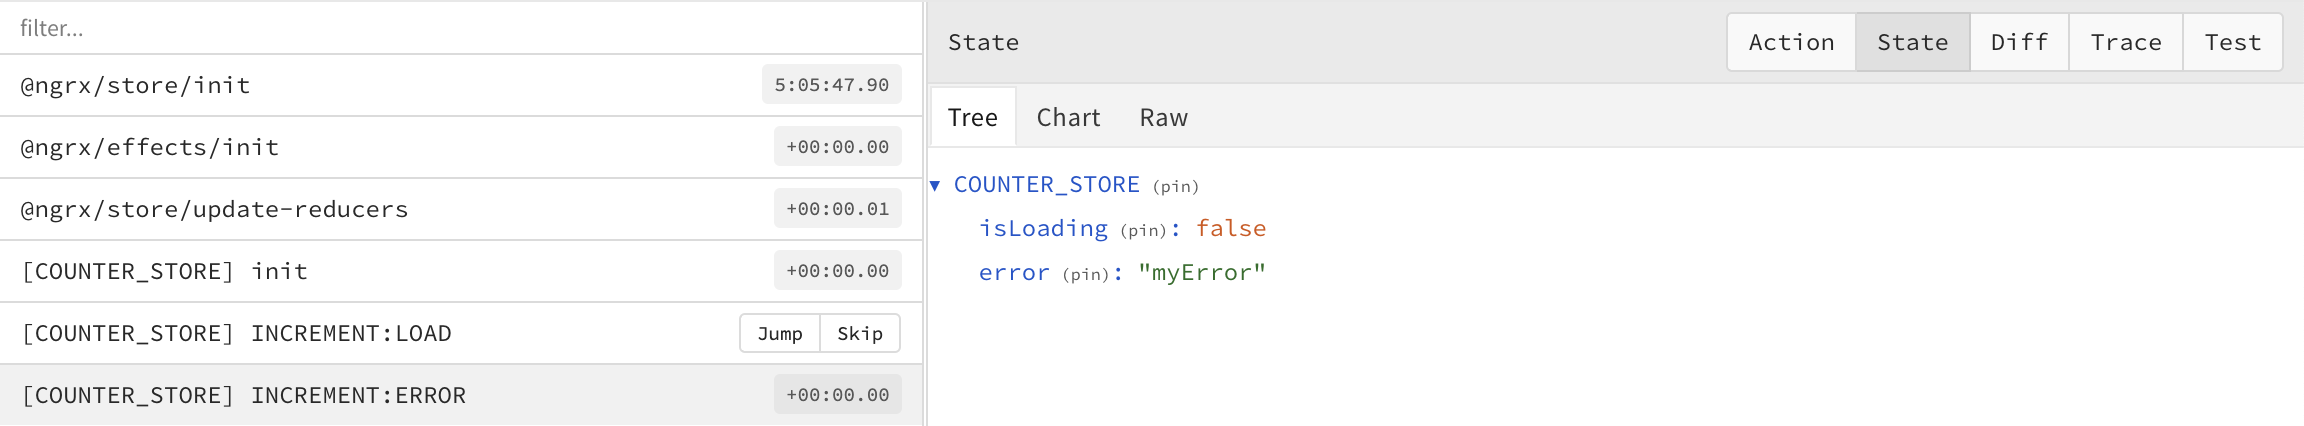 filter...
@ngrx/store/init 5:05:47.90
@ngrx/effects/init +00:00.00
@ngrx/store/update-reducers +00:00.01
[COUNTER_STORE] init +00:00.00
[COUNTER_STORE] INCREMENT:LOAD Jump Skip
[COUNTER_STORE] INCREMENT:ERROR +00:00.00
State Action State Diff Trace Test
Tree Chart Raw
COUNTER_STORE (pin)
isLoading (pin): false
error (pin): "myError"